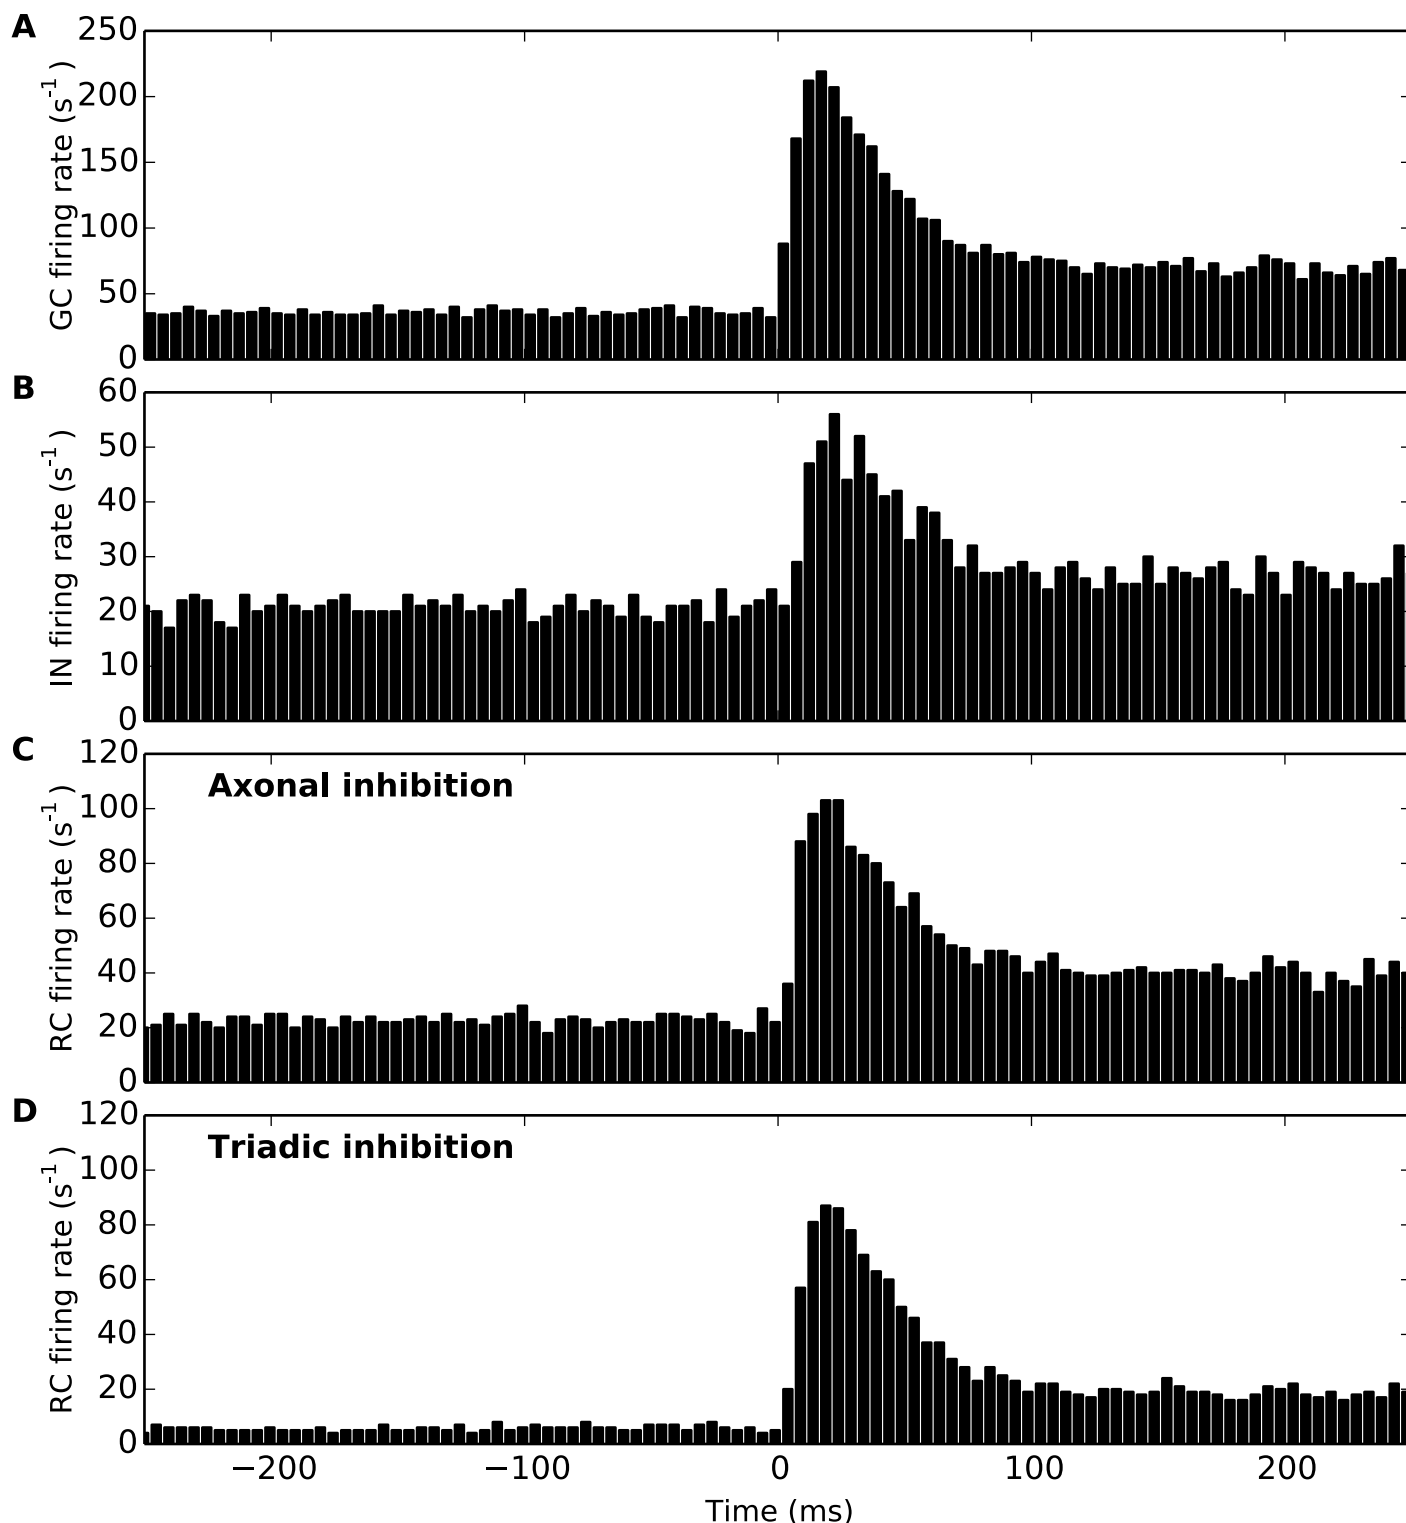 A
250
200
150
100
50
0
GC firing rate (s-1)
B
60
50
40
30
20
10
0
IN firing rate (s-1 )
C
120
100
80
60
40
20
0
RC firing rate (s-1 )
Axonal inhibition
D
120
100
80
60
40
20
0
RC firing rate (s-1 )
Triadic inhibition
−200 −100 0 100 200
Time (ms)